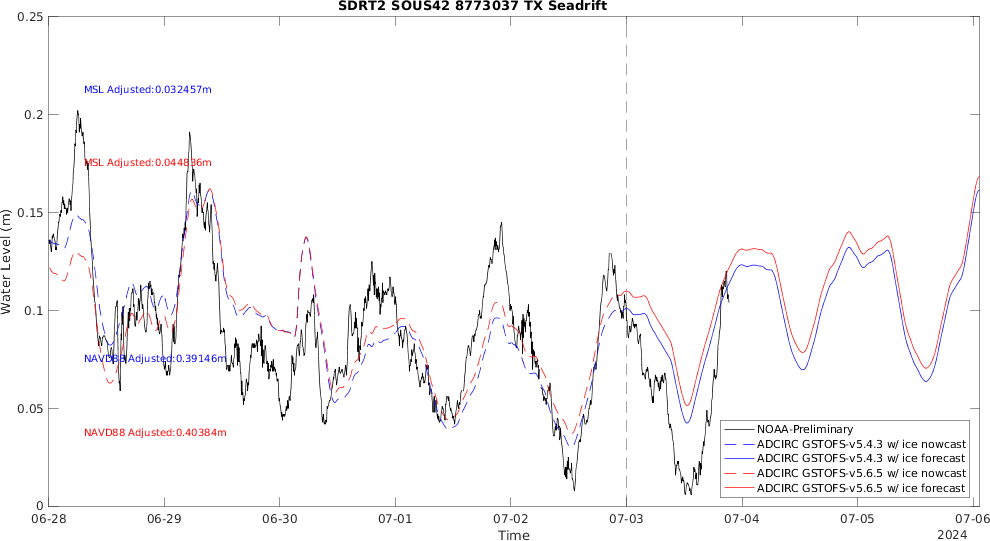 SDRT2 SOUS42 8773037 TX Seadrift
0.25
0.2
0.15
0.1
0.05
0
Water Level (m)
MSL Adjusted:0.032457m
MSL Adjusted:0.044836m
NAVD88 Adjusted:0.39146m
NAVD88 Adjusted:0.40384m
NOAA-Preliminary
ADCIRC GSTOFS-v5.4.3 w/ ice nowcast
ADCIRC GSTOFS-v5.4.3 w/ ice forecast
ADCIRC GSTOFS-v5.6.5 w/ ice nowcast
ADCIRC GSTOFS-v5.6.5 w/ ice forecast
06-28 06-29 06-30 07-01 07-02 07-03 07-04 07-05 07-06
Time
2024